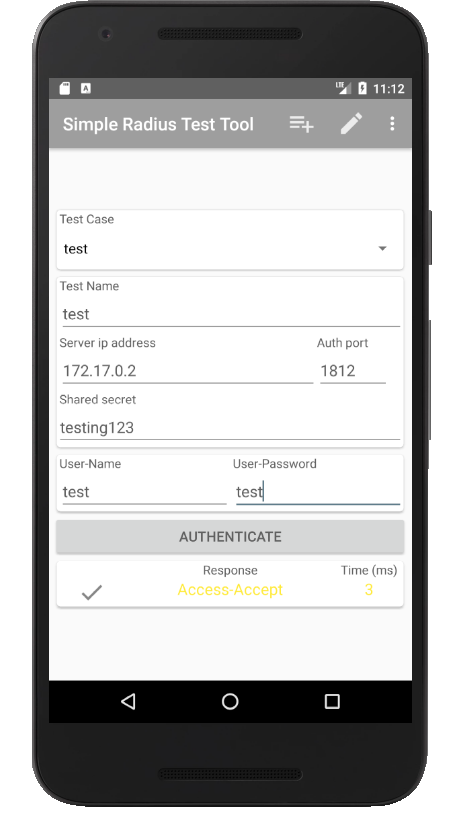 LTE 11:12
Simple Radius Test Tool
Test Case
test
Test Name
test
Server ip address Auth port
172.17.0.2 1812
Shared secret
testing123
User-Name User-Password
test test
AUTHENTICATE
Response Time (ms)
Access-Accept 3